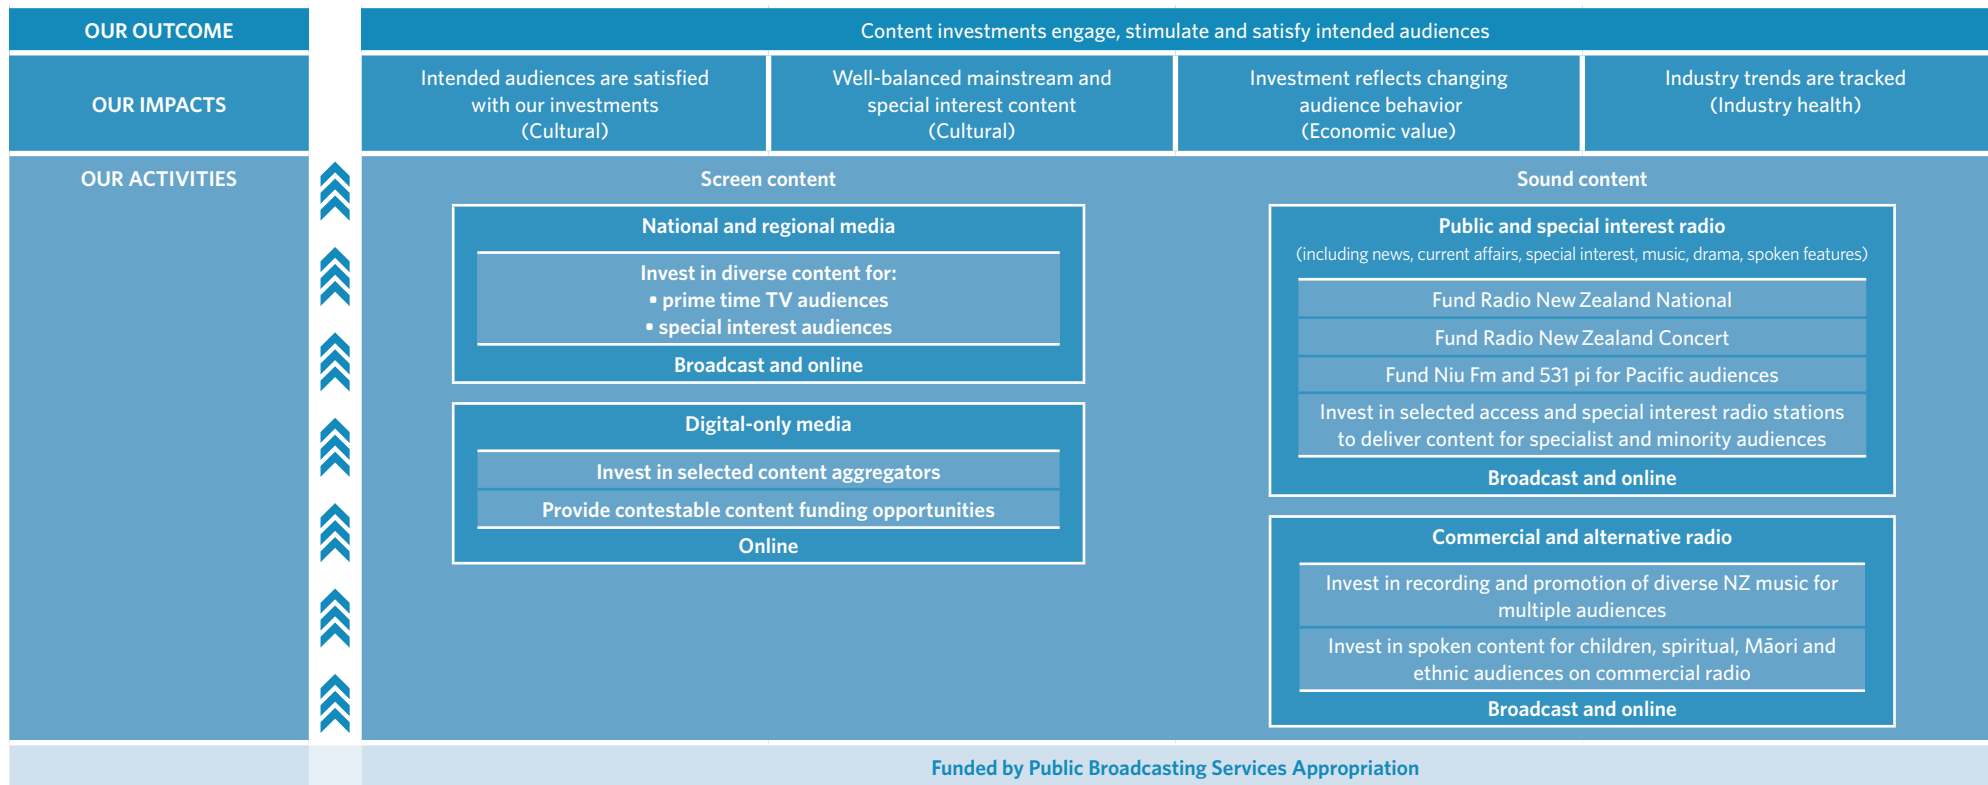 OUR OUTCOME
Content investments engage, stimulate and satisfy intended audiences
OUR IMPACTS
Intended audiences are satisfied
with our investments
(Cultural)
Well-balanced mainstream and
special interest content
(Cultural)
Investment reflects changing
audience behavior
(Economic value)
Industry trends are tracked
(Industry health)
OUR ACTIVITIES
Screen content
National and regional media
Invest in diverse content for:
▪ prime time TV audiences
▪ special interest audiences
Broadcast and online
Digital-only media
Invest in selected content aggregators
Provide contestable content funding opportunities
Online
Sound content
Public and special interest radio
(including news, current affairs, special interest, music, drama, spoken features)
Fund Radio New Zealand National
Fund Radio New Zealand Concert
Fund Niu Fm and 531 pi for Pacific audiences
Invest in selected access and special interest radio stations
to deliver content for specialist and minority audiences
Broadcast and online
Commercial and alternative radio
Invest in recording and promotion of diverse NZ music for
multiple audiences
Invest in spoken content for children, spiritual, Māori and
ethnic audiences on commercial radio
Broadcast and online
Funded by Public Broadcasting Services Appropriation